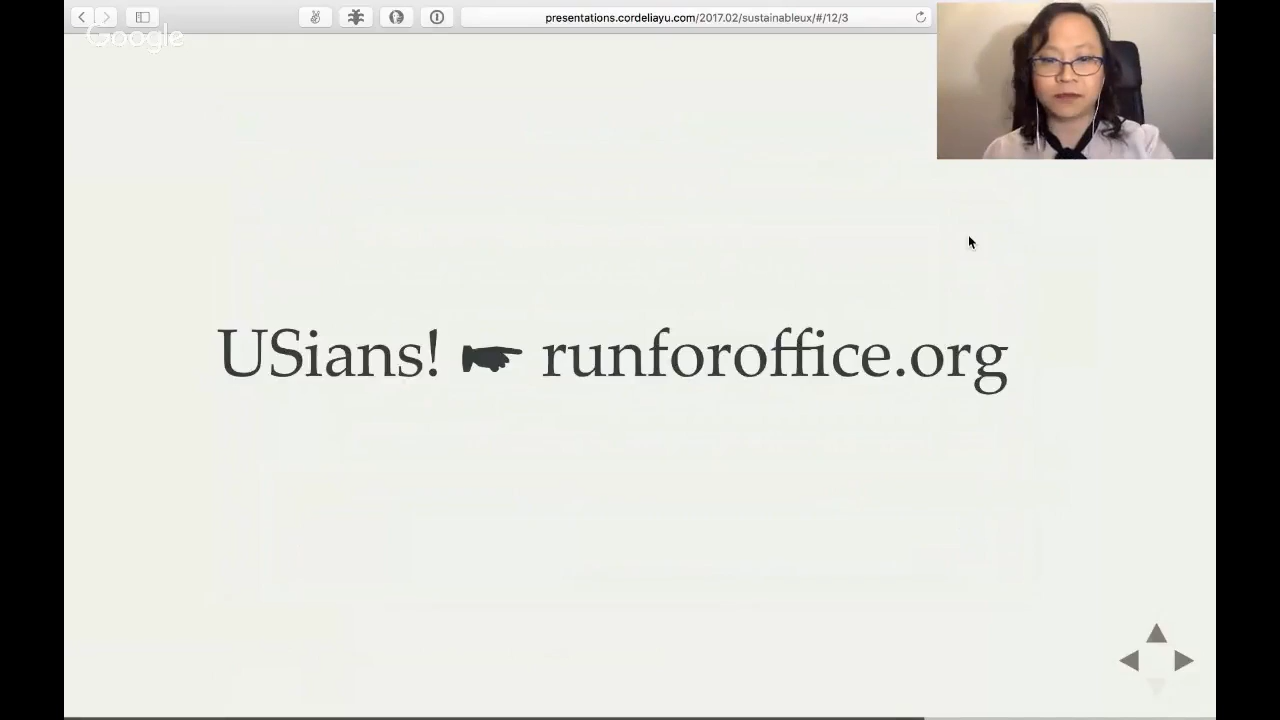 presentations.cordeliayu.com/2017.02/sustainableux/#/12/3
Google
USians! ☛ runforoffice.org